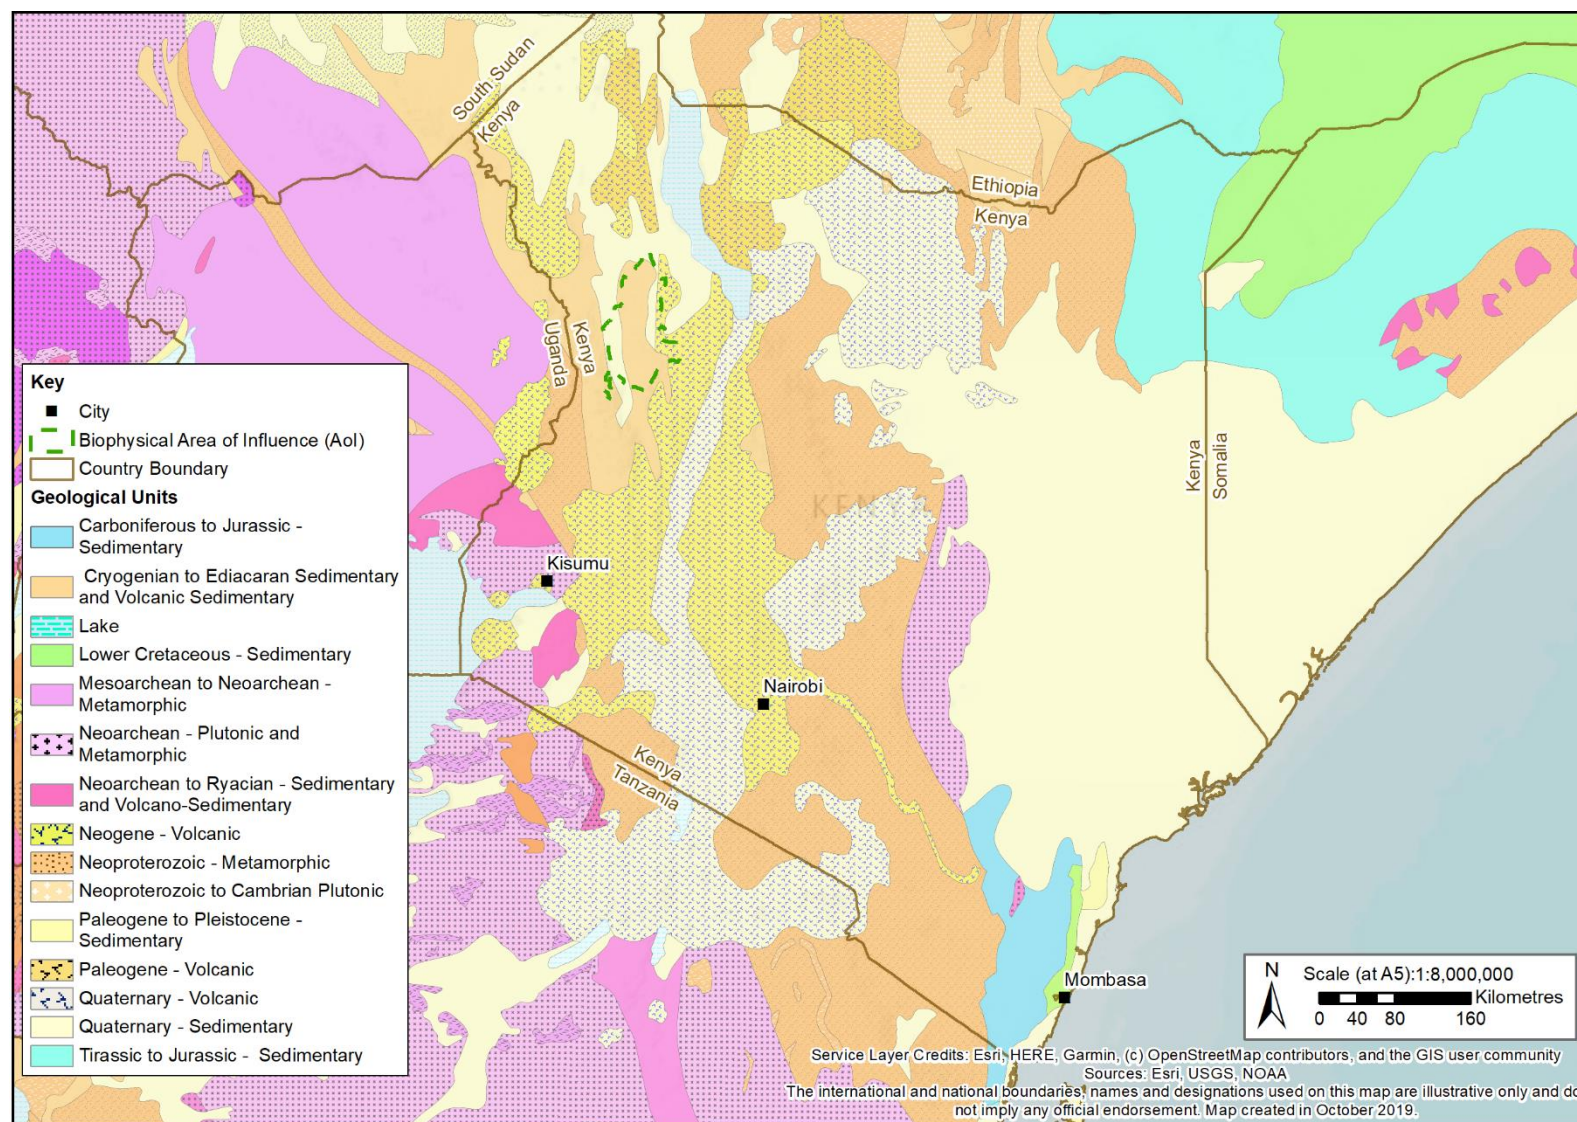 South Sudan
Kenya
Ethiopia
Kenya
Uganda
Kenya
Kenya
Somalia
KENYA
Kisumu
Nairobi
Kenya
Tanzania
Mombasa
Key
City
Biophysical Area of Influence (AoI)
Country Boundary
Geological Units
Carboniferous to Jurassic -
Sedimentary
Cryogenian to Ediacaran Sedimentary
and Volcanic Sedimentary
Lake
Lower Cretaceous - Sedimentary
Mesoarchean to Neoarchean -
Metamorphic
Neoarchean - Plutonic and
Metamorphic
Neoarchean to Ryacian - Sedimentary
and Volcano-Sedimentary
Neogene - Volcanic
Neoproterozoic - Metamorphic
Neoproterozoic to Cambrian Plutonic
Paleogene to Pleistocene -
Sedimentary
Paleogene - Volcanic
Quaternary - Volcanic
Quaternary - Sedimentary
Tirassic to Jurassic - Sedimentary
N
Scale (at A5):1:8,000,000
Kilometres
0 40 80 160
Service Layer Credits: Esri, HERE, Garmin, (c) OpenStreetMap contributors, and the GIS user community
Sources: Esri, USGS, NOAA
The international and national boundaries, names and designations used on this map are illustrative only and do
not imply any official endorsement. Map created in October 2019.